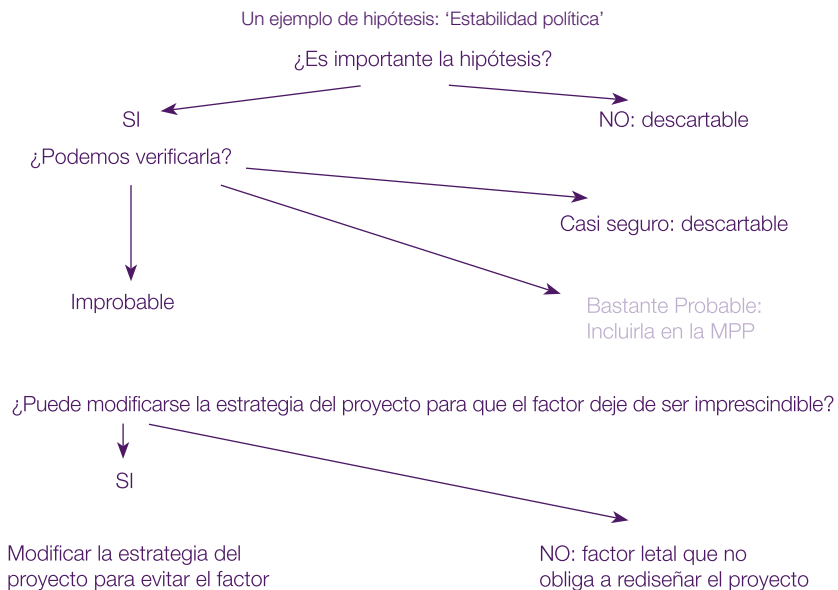 Un ejemplo de hipótesis: ‘Estabilidad política’
¿Es importante la hipótesis?
SI
NO: descartable
¿Podemos verificarla?
Casi seguro: descartable
Improbable
Bastante Probable:
Incluirla en la MPP
¿Puede modificarse la estrategia del proyecto para que el factor deje de ser imprescindible?
SI
Modificar la estrategia del
proyecto para evitar el factor
NO: factor letal que no
obliga a rediseñar el proyecto